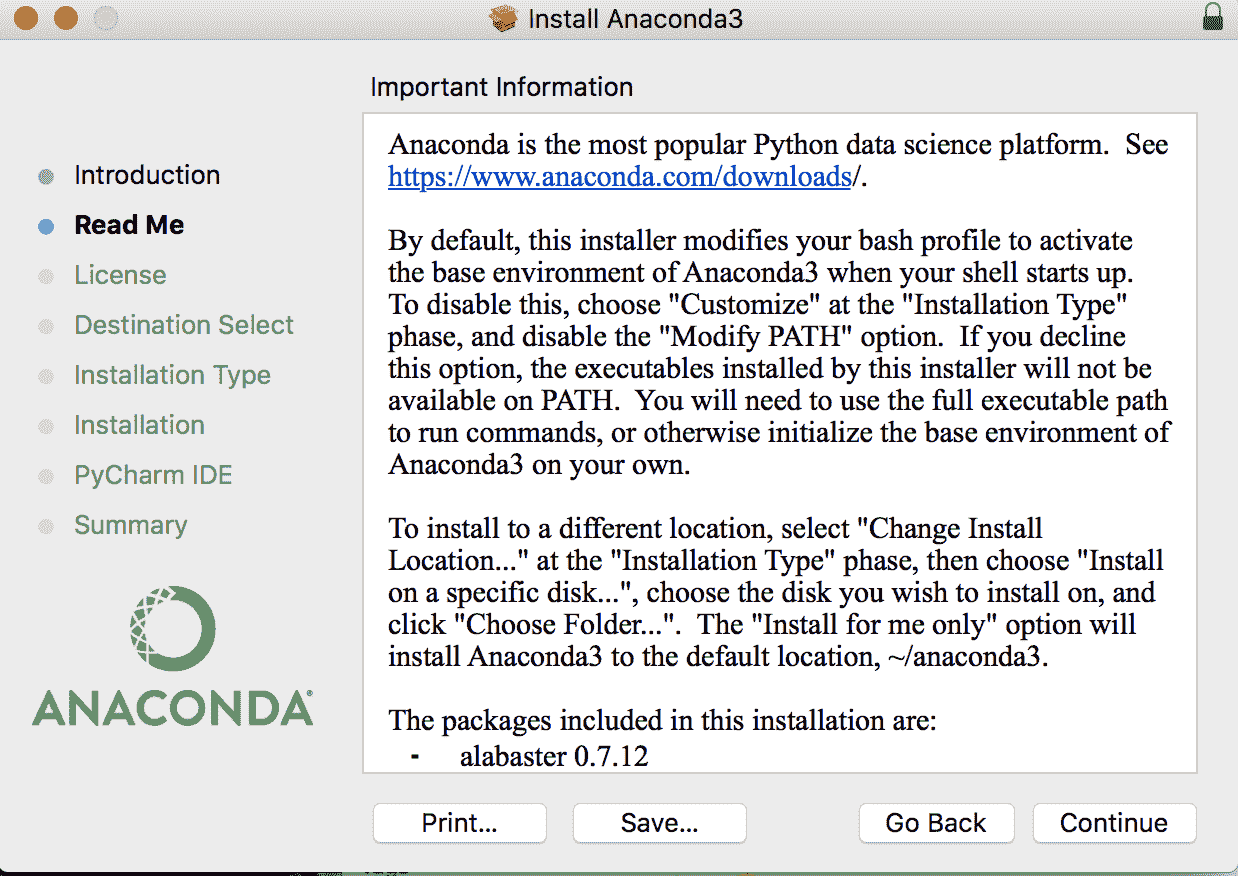 Install Anaconda3
Important Information
Introduction
Read Me
License
Destination Select
Installation Type
Installation
PyCharm IDE
Summary
ANACONDA®
Anaconda is the most popular Python data science platform.  See
https://www.anaconda.com/downloads/.
By default, this installer modifies your bash profile to activate
the base environment of Anaconda3 when your shell starts up.
To disable this, choose "Customize" at the "Installation Type"
phase, and disable the "Modify PATH" option.  If you decline
this option, the executables installed by this installer will not be
available on PATH.  You will need to use the full executable path
to run commands, or otherwise initialize the base environment of
Anaconda3 on your own.
To install to a different location, select "Change Install
Location..." at the "Installation Type" phase, then choose "Install
on a specific disk...", choose the disk you wish to install on, and
click "Choose Folder...".  The "Install for me only" option will
install Anaconda3 to the default location, ~/anaconda3.
The packages included in this installation are:
- alabaster 0.7.12
Print... Save... Go Back Continue